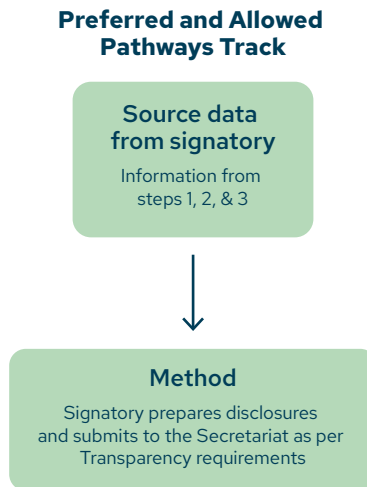 Preferred and Allowed
Pathways Track
Source data
from signatory
Information from
steps 1, 2, & 3
Method
Signatory prepares disclosures
and submits to the Secretariat as per
Transparency requirements